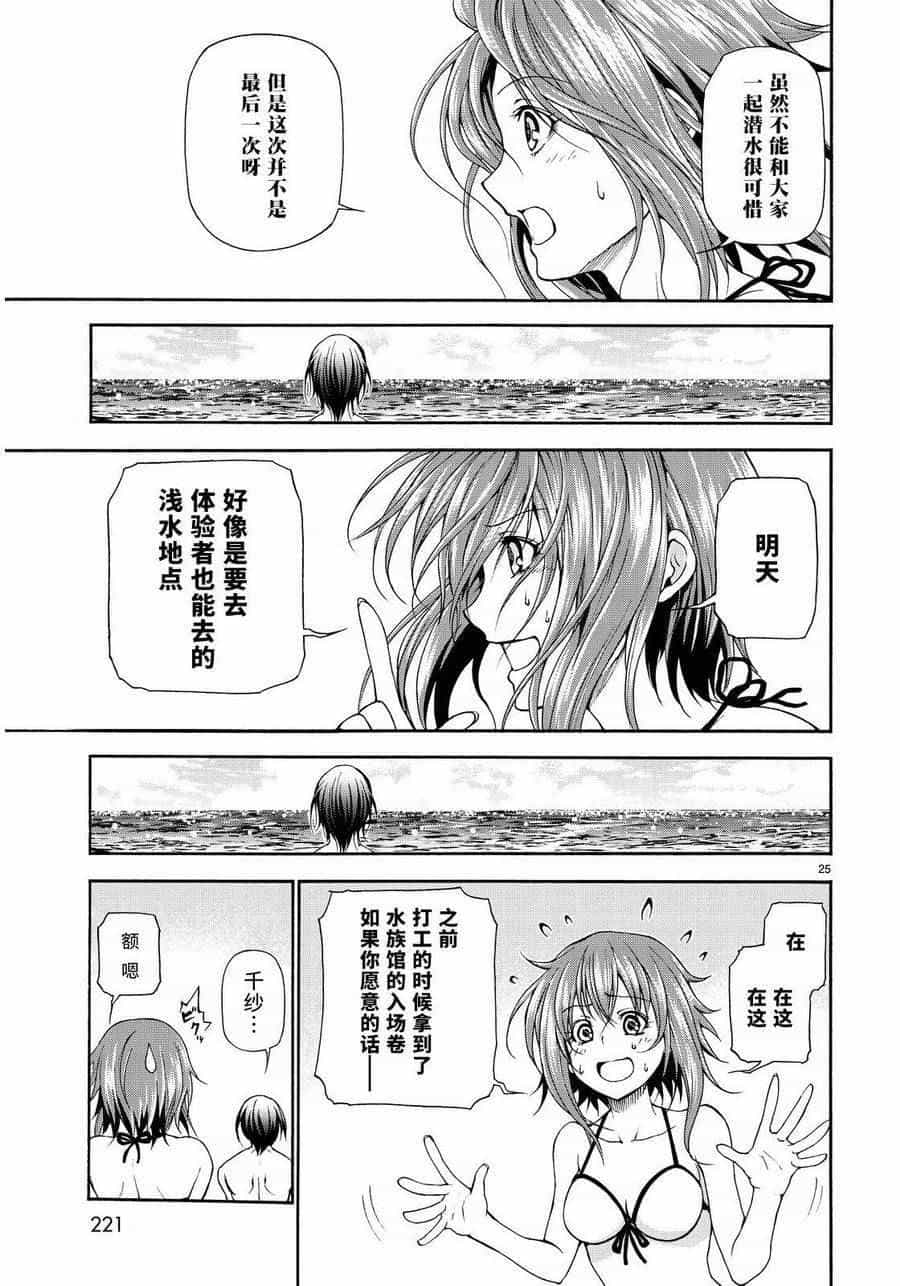 虽然不能和大家
一起潜水很可惜
但是这次并不是
最后一次呀
明天
好像是要去
体验者也能去的
浅水地点
25
在
在这
在这
之前
打工的时候拿到了
水族馆的入场卷
如果你愿意的话
——
千纱…
额嗯
221